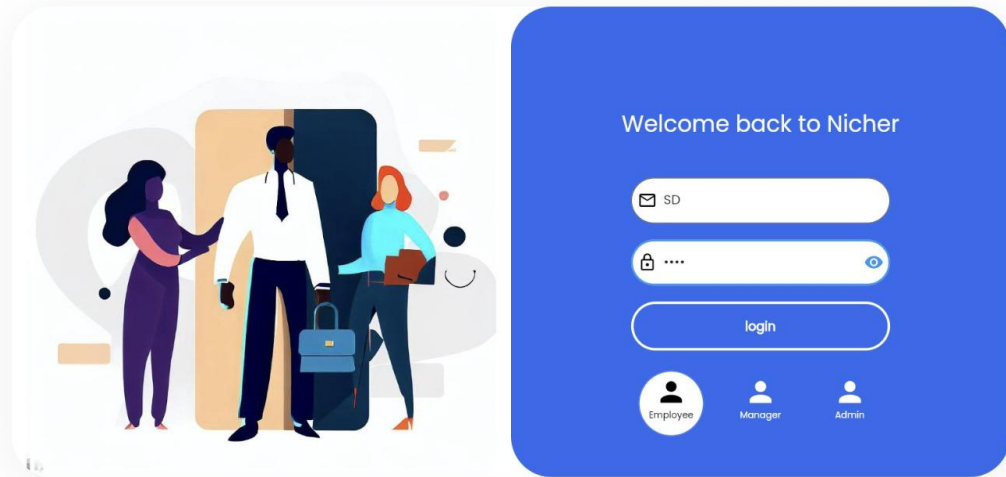 Welcome back to Nicher
SD
••••
login
Employee
Manager
Admin